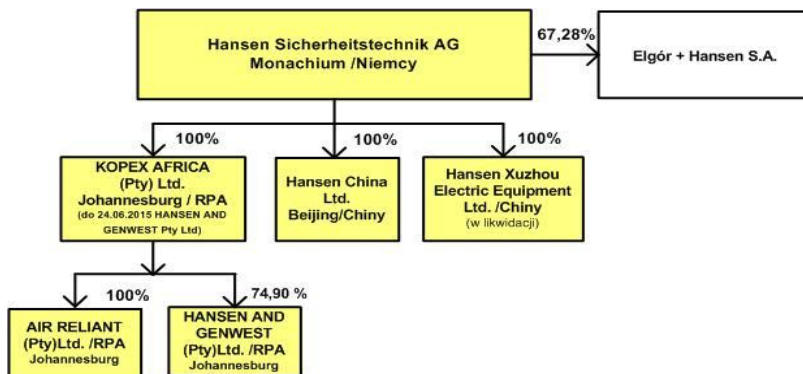 Hansen Sicherheitstechnik AG
Monachium /Niemcy
67,28%
Elgór + Hansen S.A.
100%
100%
100%
KOPEX AFRICA
(Pty) Ltd.
Johannesburg / RPA
(do 24.06.2015 HANSEN AND
GENWEST Pty Ltd)
Hansen China
Ltd.
Beijing/Chiny
Hansen Xuzhou
Electric Equipment
Ltd. /Chiny
(w likwidacji)
100%
74,90 %
AIR RELIANT
(Pty)Ltd. /RPA
Johannesburg
HANSEN AND
GENWEST
(Pty)Ltd. /RPA
Johannesburg